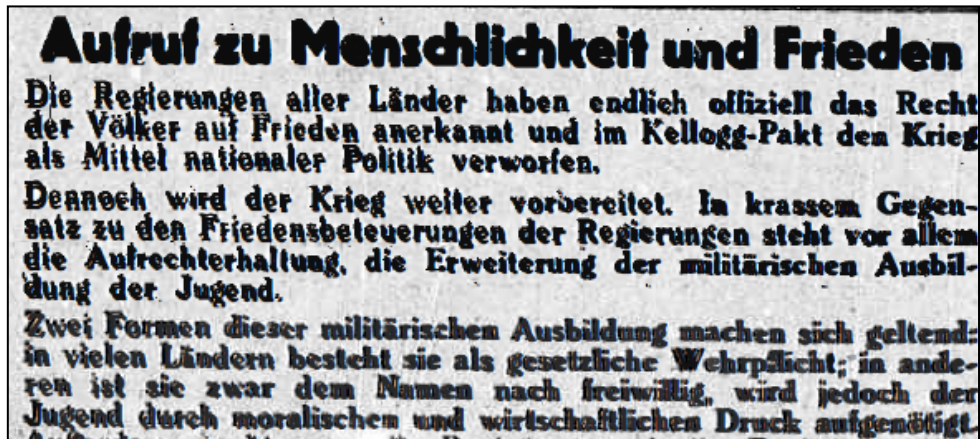 Aufruf zu Menschlichkeit und Frieden
Die Regierungen aller Länder haben endlich offiziell das Recht
der Völker auf Frieden anerkannt und im Kellogg-Pakt den Krieg
als Mittel nationaler Politik verworfen.
Dennoch wird der Krieg weiter vorbereitet. In krassem Gegen-
satz zu den Friedensbeteuerungen der Regierungen steht vor allem
die Aufrechterhaltung, die Erweiterung der militärischen Ausbil-
dung der Jugend.
Zwei Formen dieser militärischen Ausbildung machen sich geltend:
in vielen Ländern besteht sie als gesetzliche Wehrpflicht; in ande-
ren ist sie zwar dem Namen nach freiwillig, wird jedoch der
Jugend durch moralischen und wirtschaftlichen Druck aufgenötigt.